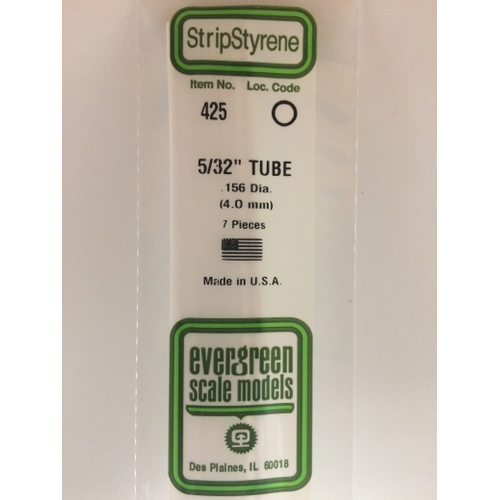 StripStyrene
Item No. Loc. Code
425
5/32" TUBE
.156 Dia.
(4.0 mm)
7 Pieces
Made in U.S.A.
evergreen
scale models
Des Plaines, IL 60018